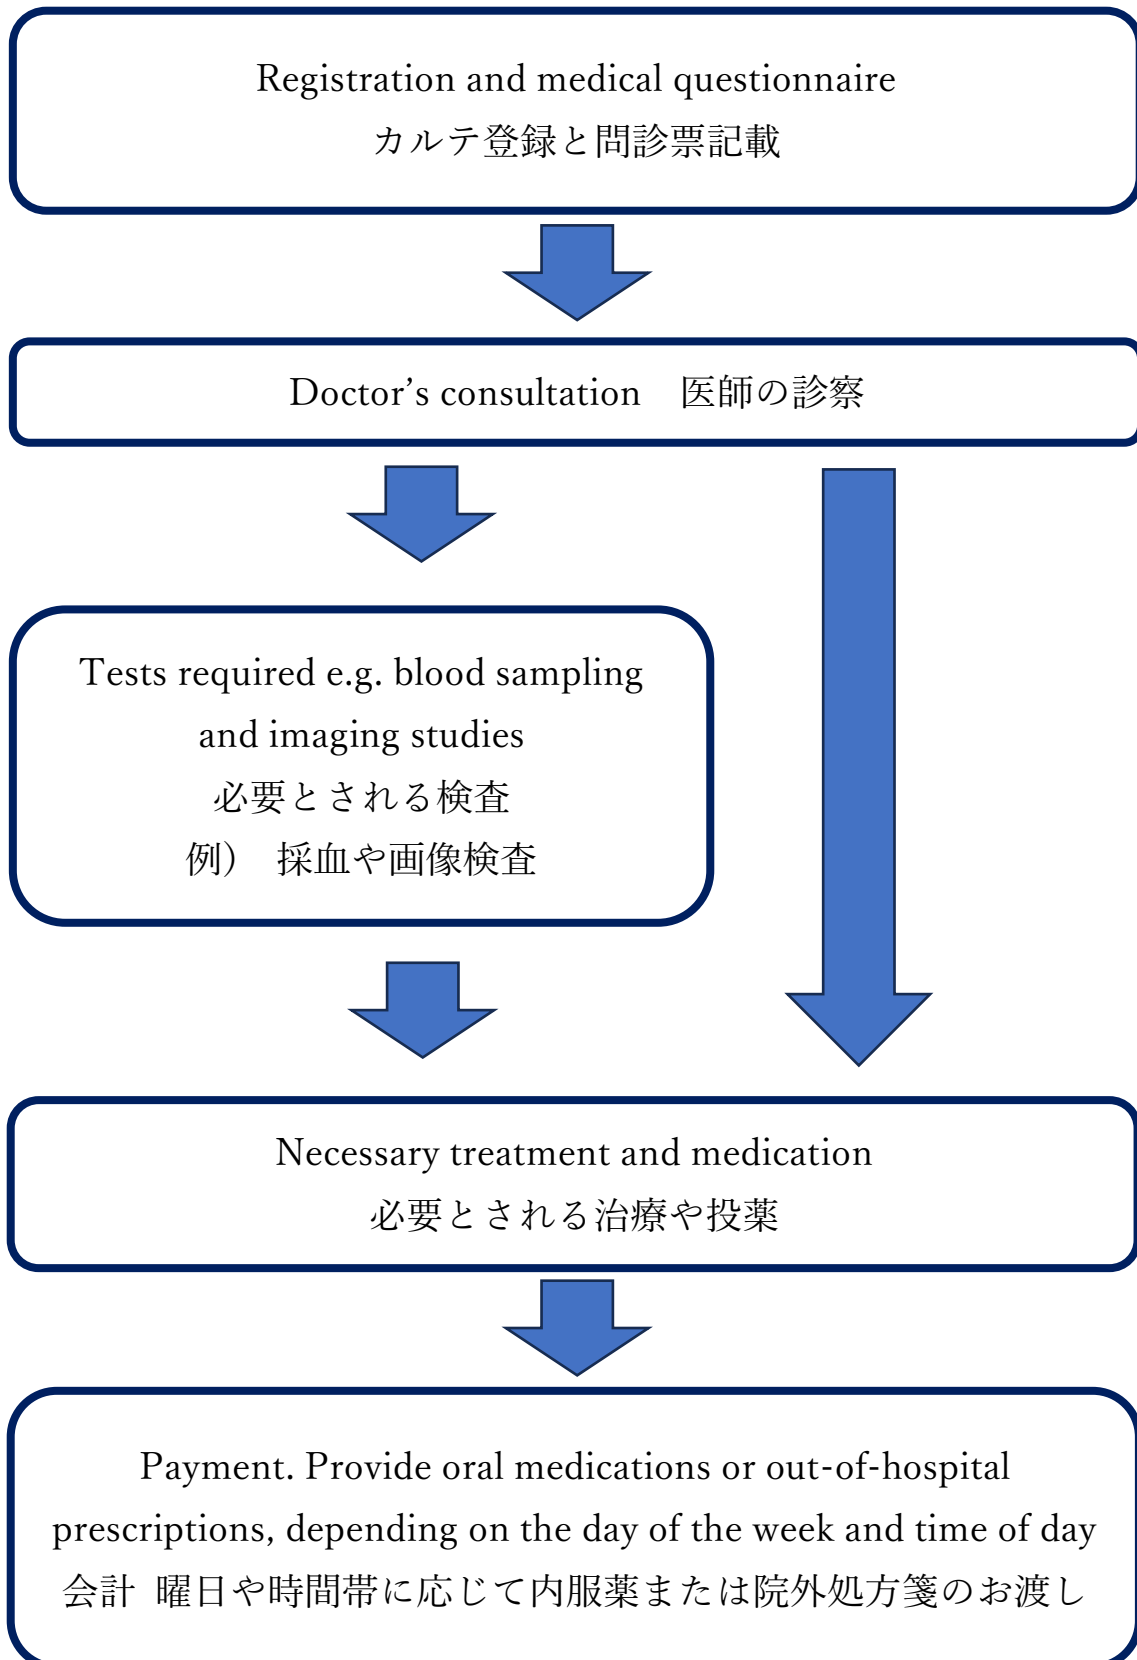 Registration and medical questionnaire
カルテ登録と問診票記載
Doctor’s consultation　医師の診察
Tests required e.g. blood sampling
and imaging studies
必要とされる検査
例）　採血や画像検査
Necessary treatment and medication
必要とされる治療や投薬
Payment. Provide oral medications or out-of-hospital
prescriptions, depending on the day of the week and time of day
会計 曜日や時間帯に応じて内服薬または院外処方箋のお渡し